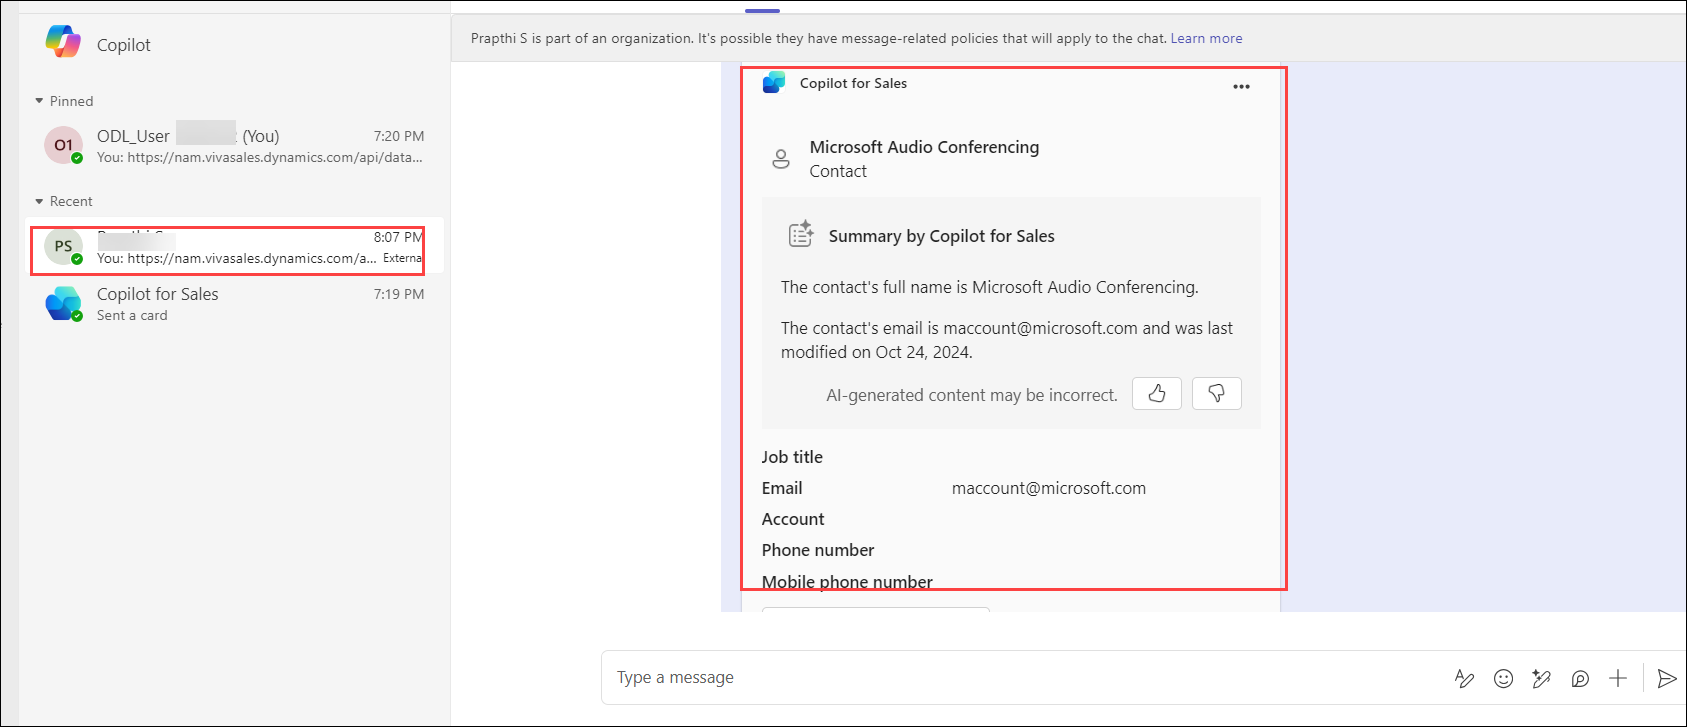 Copilot
Pinned
O1
ODL_User (You)
7:20 PM
You: https://nam.vivasales.dynamics.com/api/data...
Recent
PS
8:07 PM
You: https://nam.vivasales.dynamics.com/a...
Externa
Copilot for Sales
7:19 PM
Sent a card
Prapthi S is part of an organization. It's possible they have message-related policies that will apply to the chat. Learn more
Copilot for Sales
Microsoft Audio Conferencing
Contact
Summary by Copilot for Sales
The contact's full name is Microsoft Audio Conferencing.
The contact's email is maccount@microsoft.com and was last
modified on Oct 24, 2024.
AI-generated content may be incorrect.
Job title
Email maccount@microsoft.com
Account
Phone number
Mobile phone number
Type a message